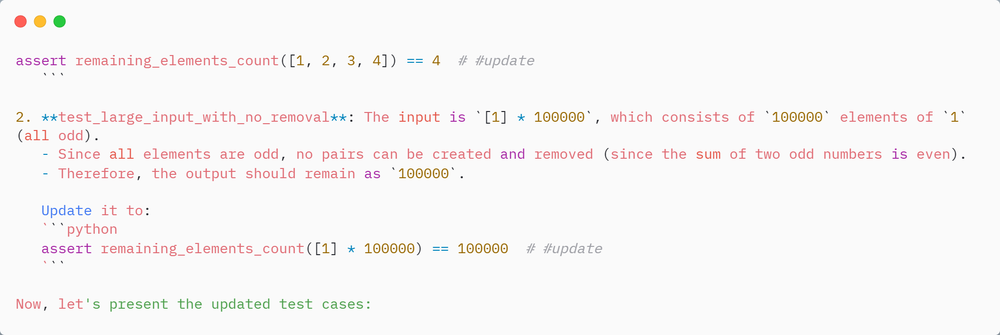 assert remaining_elements_count([1, 2, 3, 4]) == 4  # #update
   ```
2. **test_large_input_with_no_removal**: The input is `[1] * 100000`, which consists of `100000` elements of `1`
(all odd).
   - Since all elements are odd, no pairs can be created and removed (since the sum of two odd numbers is even).
   - Therefore, the output should remain as `100000`.
   Update it to:
   ```python
   assert remaining_elements_count([1] * 100000) == 100000  # #update
   ```
Now, let's present the updated test cases: